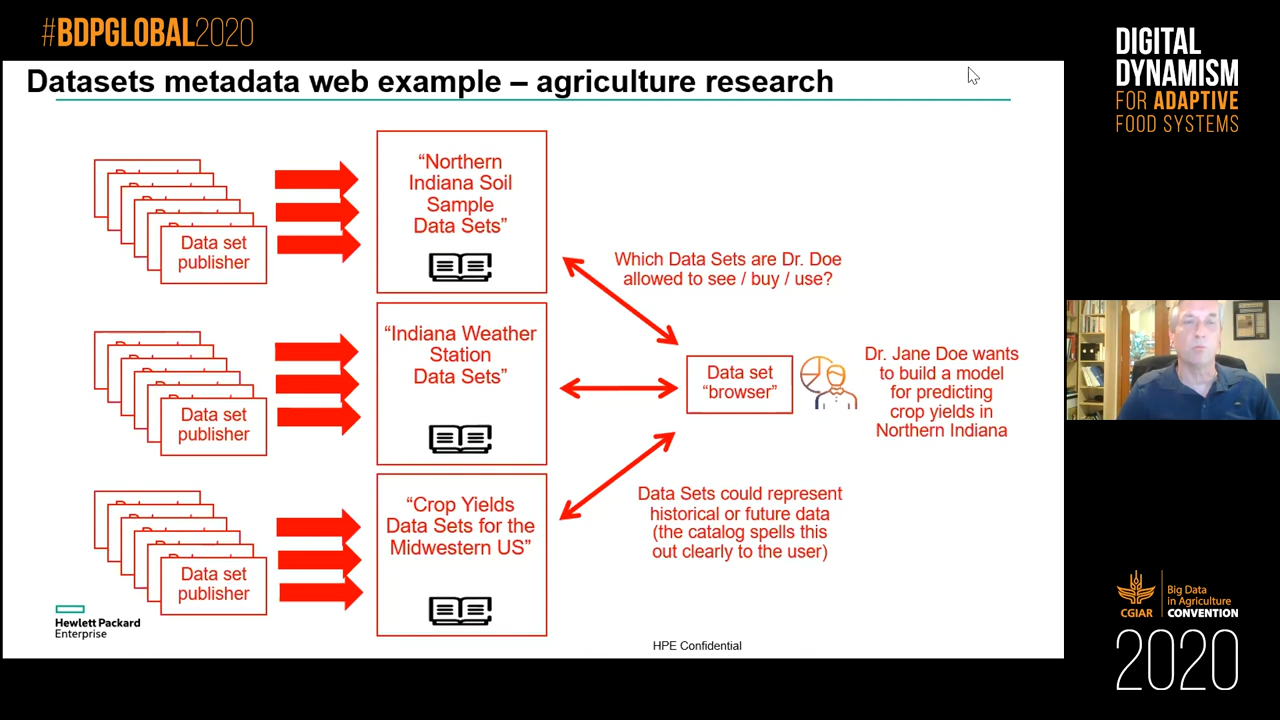 #BDPGLOBAL2020
DIGITAL
DYNAMISM
FOR ADAPTIVE
FOOD SYSTEMS
Datasets metadata web example – agriculture research
Data set
publisher
“Northern
Indiana Soil
Sample
Data Sets”
Which Data Sets are Dr. Doe
allowed to see / buy / use?
Data set
publisher
“Indiana Weather
Station
Data Sets”
Data set
“browser”
Dr. Jane Doe wants
to build a model
for predicting
crop yields in
Northern Indiana
Data set
publisher
“Crop Yields
Data Sets for the
Midwestern US”
Data Sets could represent
historical or future data
(the catalog spells this
out clearly to the user)
Hewlett Packard
Enterprise
HPE Confidential
CGIAR
Big Data
in Agriculture
CONVENTION
2020